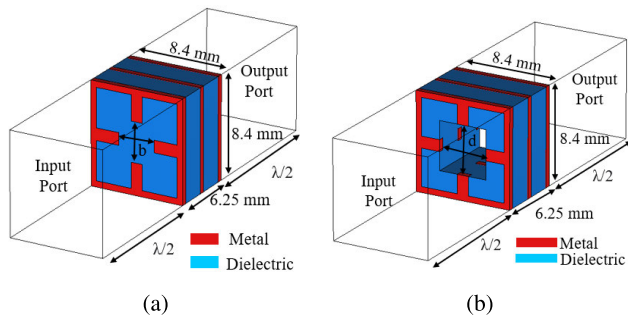 8.4 mm
Output
Port
8.4 mm
b
Input
Port
λ/2
6.25 mm
λ/2
Metal
Dielectric
(a)
8.4 mm
Output
Port
8.4 mm
d
Input
Port
λ/2
6.25 mm
λ/2
Metal
Dielectric
(b)